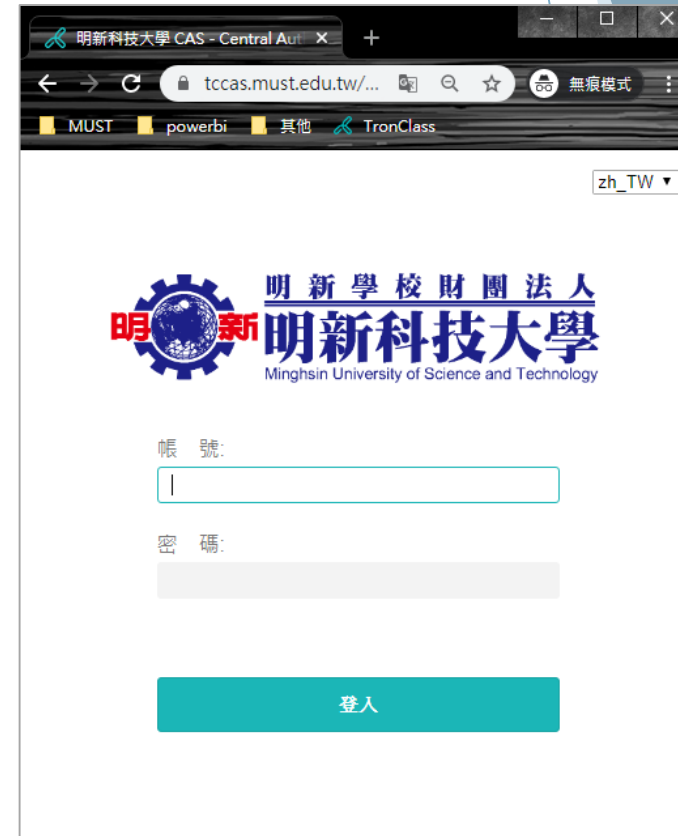 明新科技大學 CAS - Central Aut
tccas.must.edu.tw/...
無痕模式
MUST powerbi 其他 TronClass
zh_TW
明新學校財團法人
明新
明新科技大學
Minghsin University of Science and Technology
帳 號:
密 碼:
登入